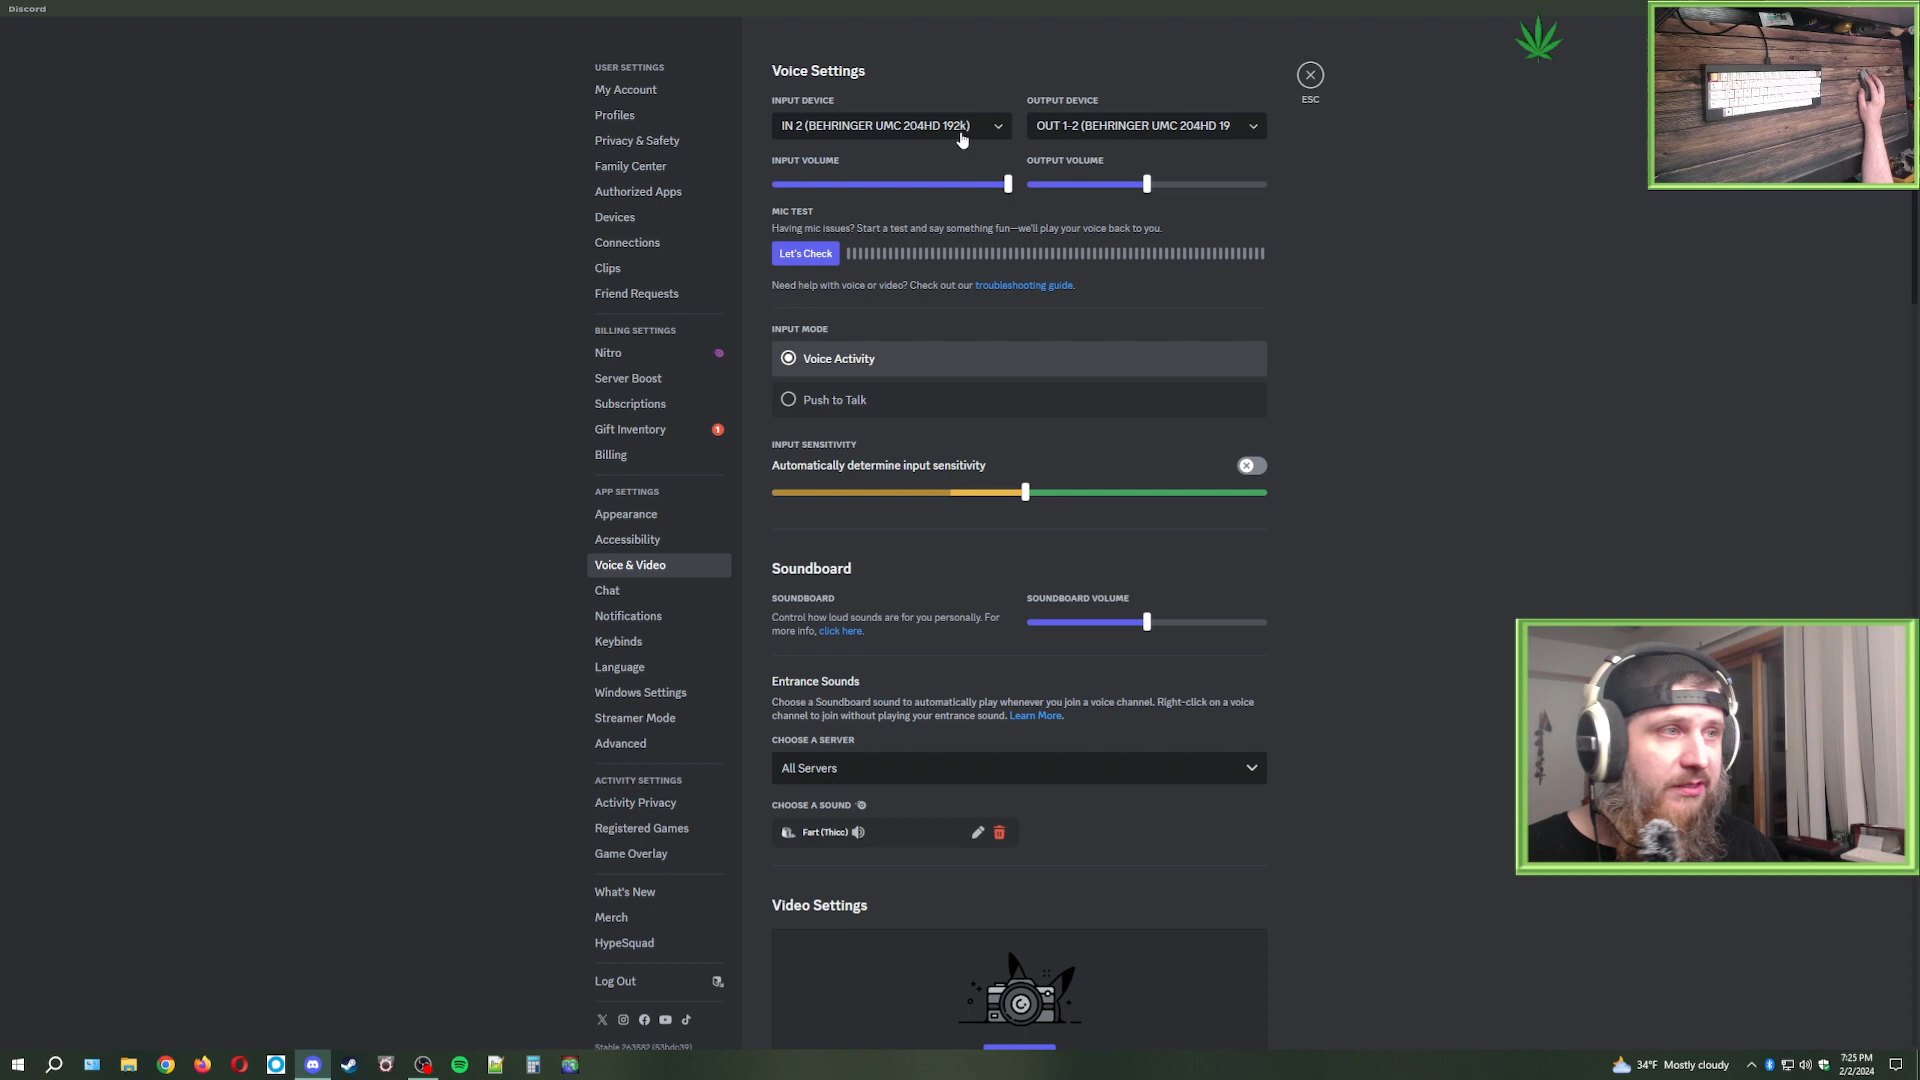 Discord
USER SETTINGS
My Account
Profiles
Privacy & Safety
Family Center
Authorized Apps
Devices
Connections
Clips
Friend Requests
BILLING SETTINGS
Nitro
Server Boost
Subscriptions
Gift Inventory 1
Billing
APP SETTINGS
Appearance
Accessibility
Voice & Video
Chat
Notifications
Keybinds
Language
Windows Settings
Streamer Mode
Advanced
ACTIVITY SETTINGS
Activity Privacy
Registered Games
Game Overlay
What's New
Merch
HypeSquad
Log Out
Voice Settings
ESC
INPUT DEVICE
IN 2 (BEHRINGER UMC 204HD 192k)
OUTPUT DEVICE
OUT 1-2 (BEHRINGER UMC 204HD 19
INPUT VOLUME
OUTPUT VOLUME
MIC TEST
Having mic issues? Start a test and say something fun—we'll play your voice back to you.
Let's Check
Need help with voice or video? Check out our troubleshooting guide.
INPUT MODE
Voice Activity
Push to Talk
INPUT SENSITIVITY
Automatically determine input sensitivity
Soundboard
SOUNDBOARD
Control how loud sounds are for you personally. For
more info, click here.
SOUNDBOARD VOLUME
Entrance Sounds
Choose a Soundboard sound to automatically play whenever you join a voice channel. Right-click on a voice
channel to join without playing your entrance sound. Learn More.
CHOOSE A SERVER
All Servers
CHOOSE A SOUND
Fart (Thicc)
Video Settings
34°F Mostly cloudy
7:25 PM
2/2/2024